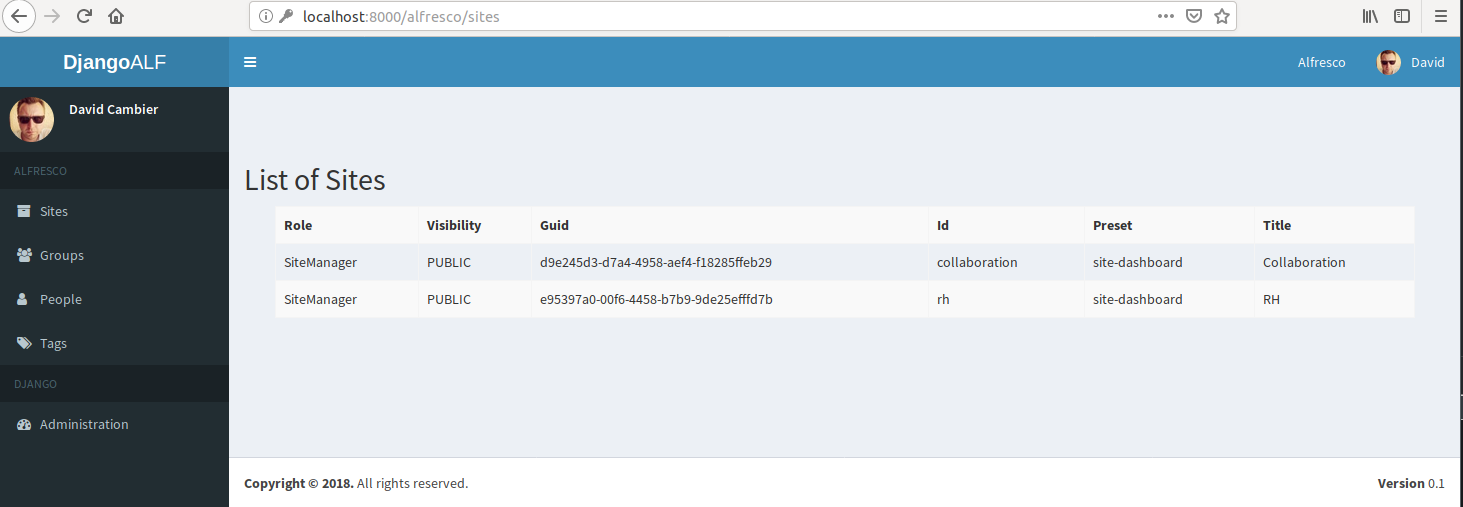 localhost:8000/alfresco/sites
DjangoALF
Alfresco David
David Cambier
ALFRESCO
Sites
Groups
People
Tags
DJANGO
Administration
List of Sites
Role Visibility Guid Id Preset Title
SiteManager PUBLIC d9e245d3-d7a4-4958-aef4-f18285ffeb29 collaboration site-dashboard Collaboration
SiteManager PUBLIC e95397a0-00f6-4458-b7b9-9de25efffd7b rh site-dashboard RH
Copyright © 2018. All rights reserved. Version 0.1